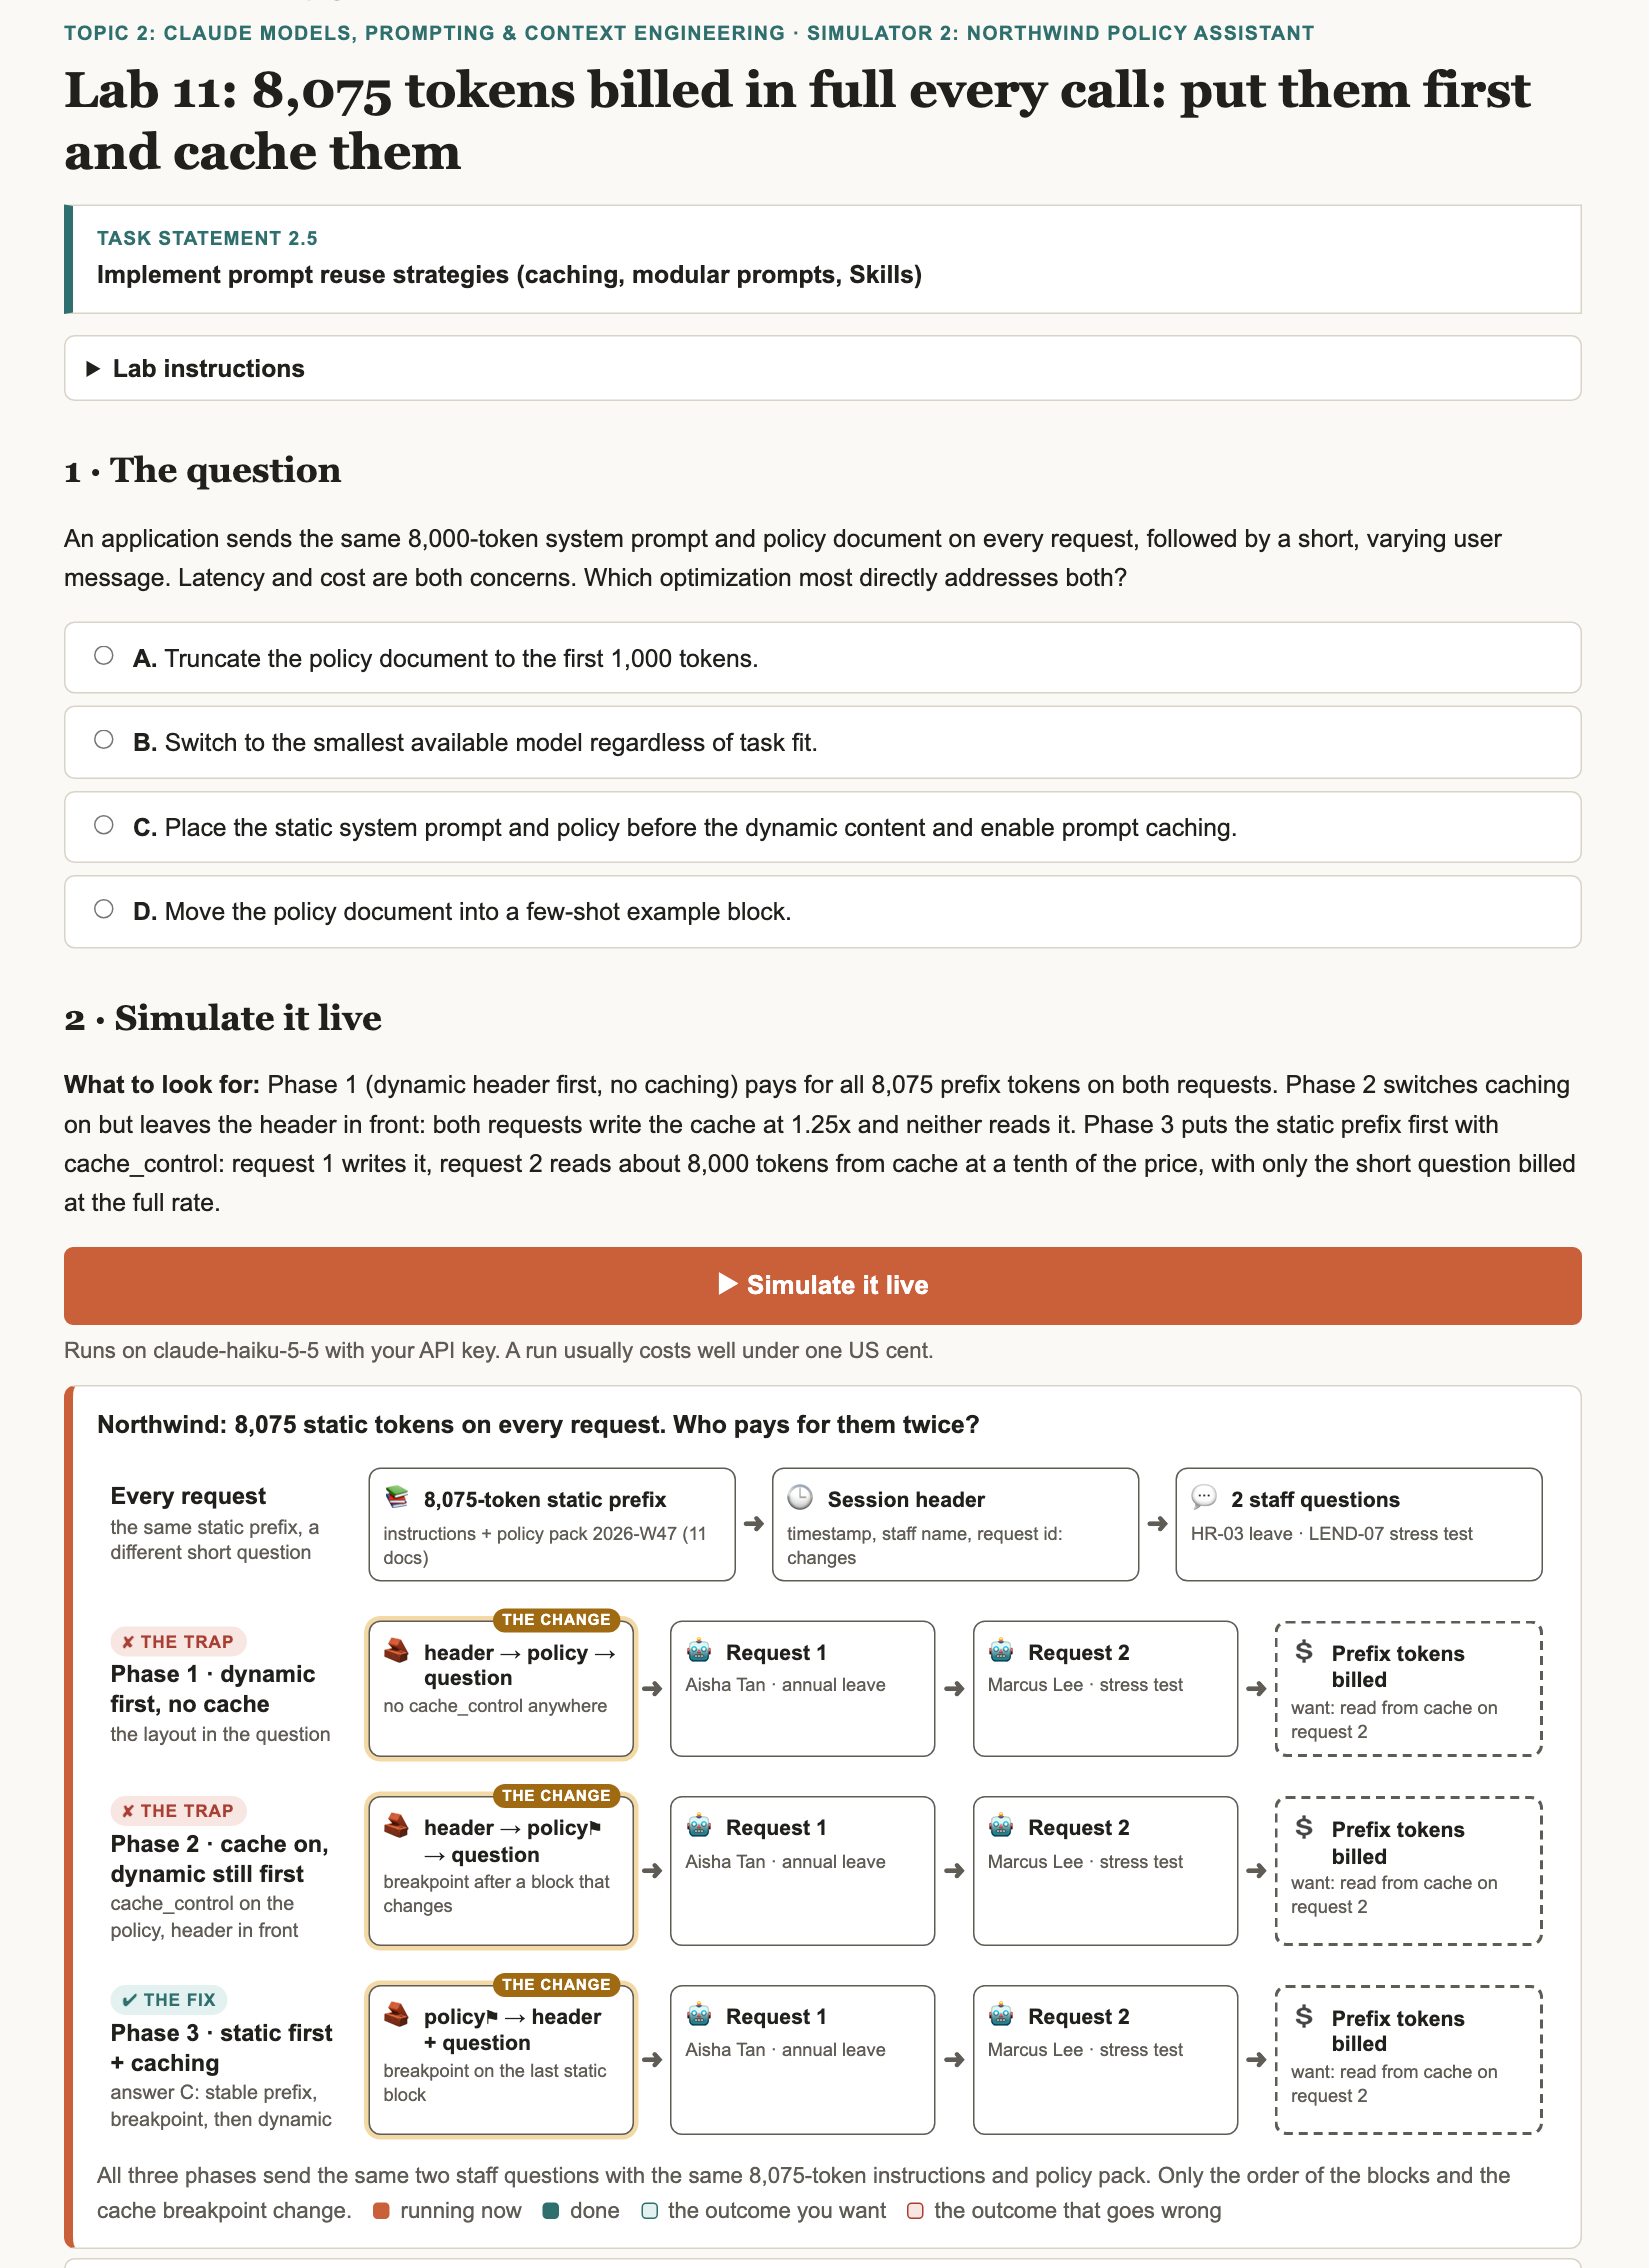 TOPIC 2: CLAUDE MODELS, PROMPTING & CONTEXT ENGINEERING · SIMULATOR 2: NORTHWIND POLICY ASSISTANT
Lab 11: 8,075 tokens billed in full every call: put them first
and cache them
TASK STATEMENT 2.5
Implement prompt reuse strategies (caching, modular prompts, Skills)
▶ Lab instructions
1 · The question
An application sends the same 8,000-token system prompt and policy document on every request, followed by a short, varying user
message. Latency and cost are both concerns. Which optimization most directly addresses both?
A. Truncate the policy document to the first 1,000 tokens.
B. Switch to the smallest available model regardless of task fit.
C. Place the static system prompt and policy before the dynamic content and enable prompt caching.
D. Move the policy document into a few-shot example block.
2 · Simulate it live
What to look for: Phase 1 (dynamic header first, no caching) pays for all 8,075 prefix tokens on both requests. Phase 2 switches caching
on but leaves the header in front: both requests write the cache at 1.25x and neither reads it. Phase 3 puts the static prefix first with
cache_control: request 1 writes it, request 2 reads about 8,000 tokens from cache at a tenth of the price, with only the short question billed
at the full rate.
▶ Simulate it live
Runs on claude-haiku-5-5 with your API key. A run usually costs well under one US cent.
Northwind: 8,075 static tokens on every request. Who pays for them twice?
Every request
the same static prefix, a
different short question
8,075-token static prefix
instructions + policy pack 2026-W47 (11
docs)
➜
Session header
timestamp, staff name, request id:
changes
➜
2 staff questions
HR-03 leave · LEND-07 stress test
✘ THE TRAP
Phase 1 · dynamic
first, no cache
the layout in the question
THE CHANGE
header → policy →
question
no cache_control anywhere
➜
Request 1
Aisha Tan · annual leave
➜
Request 2
Marcus Lee · stress test
➜
$ Prefix tokens
billed
want: read from cache on
request 2
✘ THE TRAP
Phase 2 · cache on,
dynamic still first
cache_control on the
policy, header in front
THE CHANGE
header → policy⚑
→ question
breakpoint after a block that
changes
➜
Request 1
Aisha Tan · annual leave
➜
Request 2
Marcus Lee · stress test
➜
$ Prefix tokens
billed
want: read from cache on
request 2
✔ THE FIX
Phase 3 · static first
+ caching
answer C: stable prefix,
breakpoint, then dynamic
THE CHANGE
policy⚑ → header
+ question
breakpoint on the last static
block
➜
Request 1
Aisha Tan · annual leave
➜
Request 2
Marcus Lee · stress test
➜
$ Prefix tokens
billed
want: read from cache on
request 2
All three phases send the same two staff questions with the same 8,075-token instructions and policy pack. Only the order of the blocks and the
cache breakpoint change. running now done the outcome you want the outcome that goes wrong